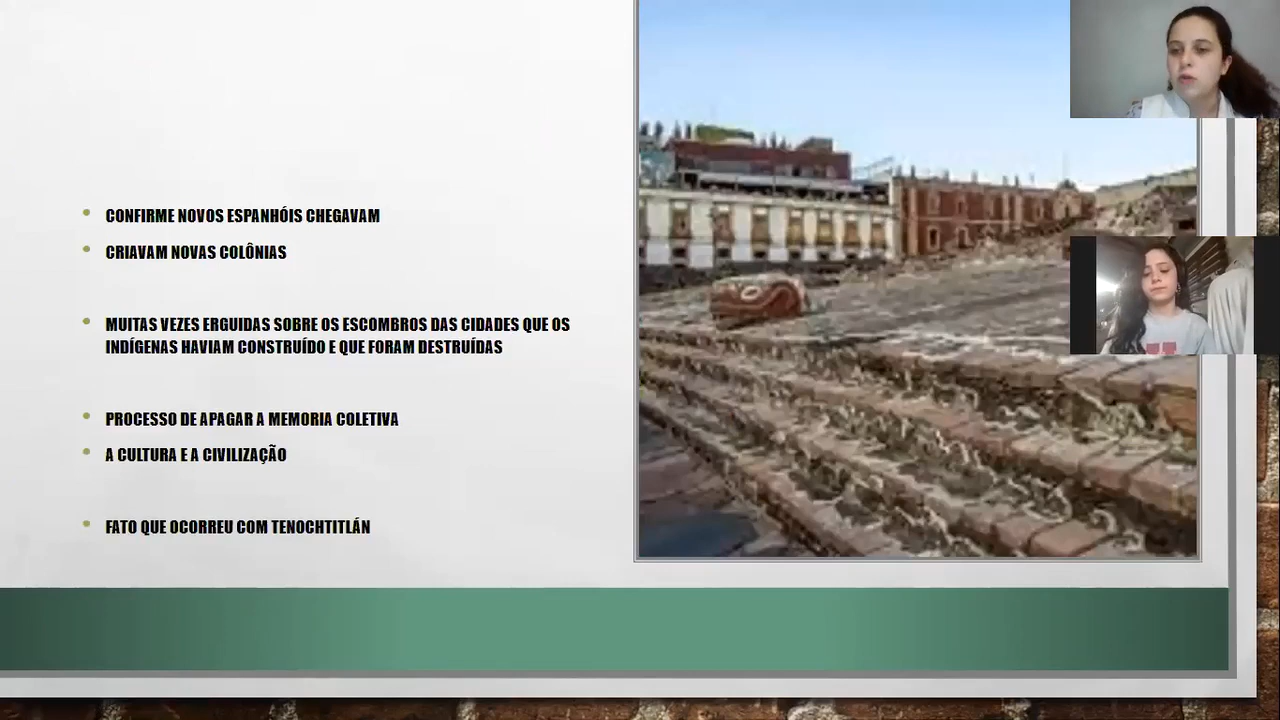 CONFIRME NOVOS ESPANHÓIS CHEGAVAM
CRIAVAM NOVAS COLÔNIAS
MUITAS VEZES ERGUIDAS SOBRE OS ESCOMBROS DAS CIDADES QUE OS
INDÍGENAS HAVIAM CONSTRUÍDO E QUE FORAM DESTRUÍDAS
PROCESSO DE APAGAR A MEMORIA COLETIVA
A CULTURA E A CIVILIZAÇÃO
FATO QUE OCORREU COM TENOCHTITLÁN